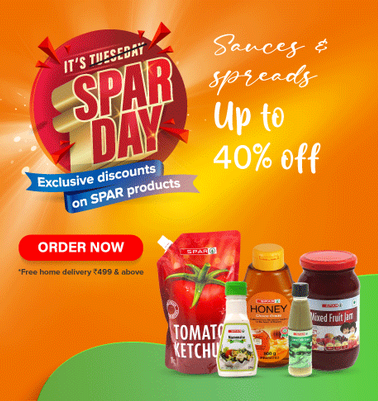 IT'S TUESEDAY
SPAR
DAY
Exclusive discounts
on SPAR products
Sauces &
spreads
Up to
40% off
ORDER NOW
*Free home delivery ₹499 & above
SPAR
TOMATO
KETCHU
SPAR
HONEY
Mixed Fruit Jam